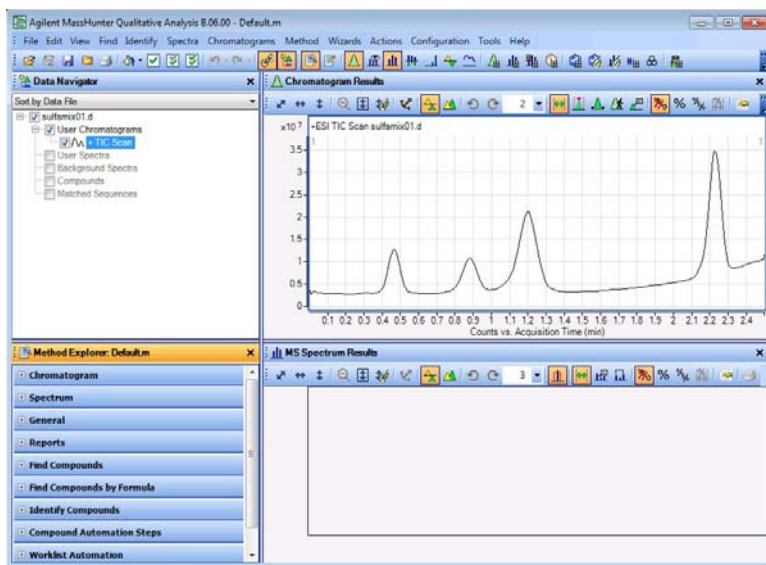 Agilent MassHunter Qualitative Analysis B.06.00 - Default.m
File Edit View Find Identify Spectra Chromatograms Method Wizards Actions Configuration Tools Help
Data Navigator
Sort by Data File
sulfamix01.d
User Chromatograms
+ TIC Scan
User Spectra
Background Spectra
Compounds
Matched Sequences
Chromatogram Results
2
x10 7
+ESI TIC Scan sulfamix01.d
1 1
3.5
3
2.5
2
1.5
1
0.5
0
0.1 0.2 0.3 0.4 0.5 0.6 0.7 0.8 0.9 1 1.1 1.2 1.3 1.4 1.5 1.6 1.7 1.8 1.9 2 2.1 2.2 2.3 2.4
Counts vs. Acquisition Time (min)
Method Explorer: Default.m
Chromatogram
Spectrum
General
Reports
Find Compounds
Find Compounds by Formula
Identify Compounds
Compound Automation Steps
Worklist Automation
MS Spectrum Results
3